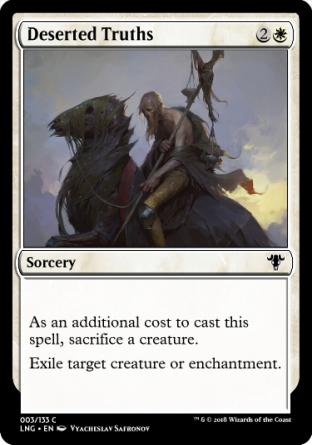 Deserted Truths 2
Sorcery
As an additional cost to cast this
spell, sacrifice a creature.
Exile target creature or enchantment.
003/133 C
LNG • EN Vyacheslav Safronov
™ & © 2018 Wizards of the Coast